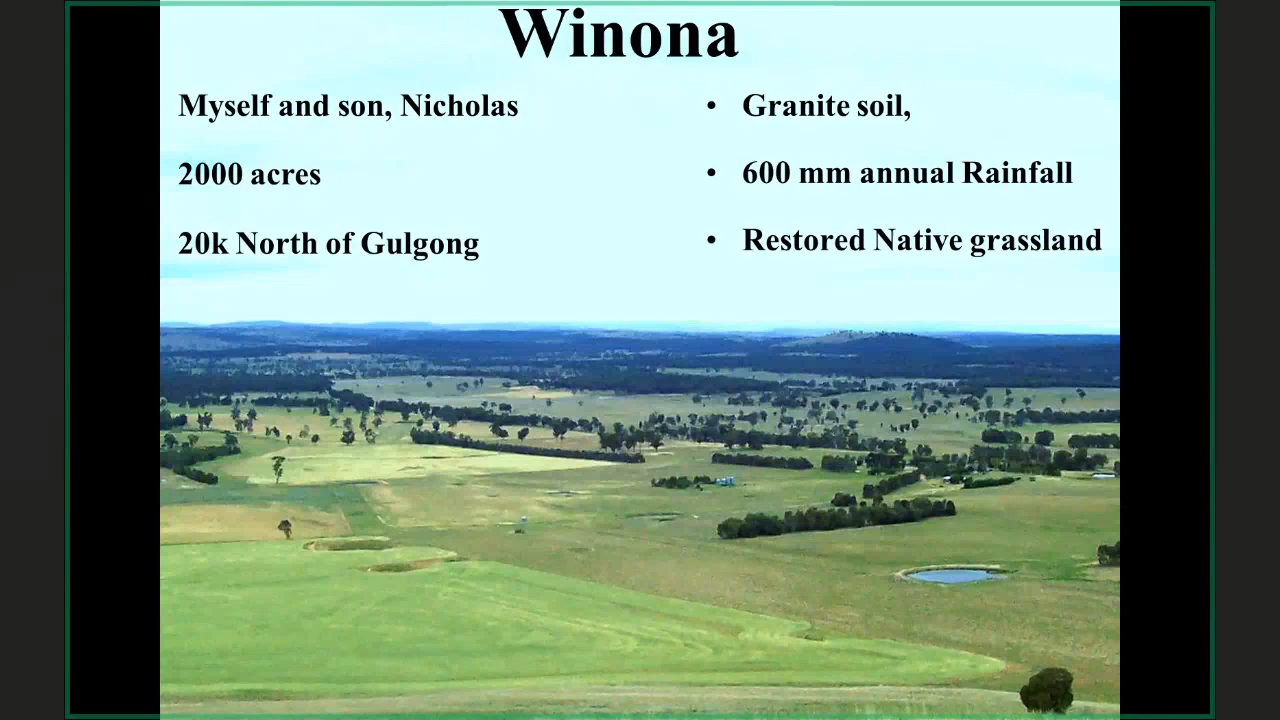 Winona
Myself and son, Nicholas
2000 acres
20k North of Gulgong
Granite soil,
600 mm annual Rainfall
Restored Native grassland